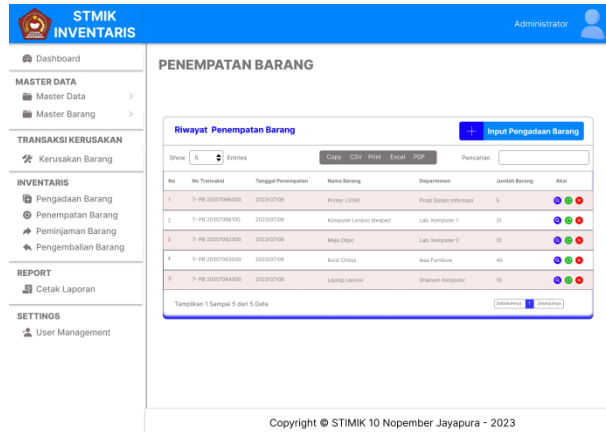 STMIK
INVENTARIS
Administrator
Dashboard
MASTER DATA
Master Data
Master Barang
TRANSAKSI KERUSAKAN
Kerusakan Barang
INVENTARIS
Pengadaan Barang
Penempatan Barang
Peminjaman Barang
Pengembalian Barang
REPORT
Cetak Laporan
SETTINGS
User Management
PENEMPATAN BARANG
Riwayat Penempatan Barang
+ Input Pengadaan Barang
Show 5 Entries Copy CSV Print Excel PDF Pencarian
No No Transaksi Tanggal Penempatan Nama Barang Departemen Jumlah Barang Aksi
1 T- PB 20307066000 2023/07/08 Printer L5190 Prodi Sistem Informasi 5
2 T- PB 20307066100 2023/07/08 Komputer Lenovo Ideaped Lab. Komputer 1 31
3 T- PB 20307062000 2023/07/08 Meja Olipic Lab. Komputer 2 31
4 T- PB 20307063000 2023/07/08 Kursi Chitos Ikea Furniture 40
5 T- PB 20307064000 2023/07/08 Laptop Lenovo Shaloom Komputer 10
Tampilkan 1 Sampai 5 dari 5 Data
Sebelumnya 1 Selanjutnya
Copyright © STIMIK 10 Nopember Jayapura - 2023